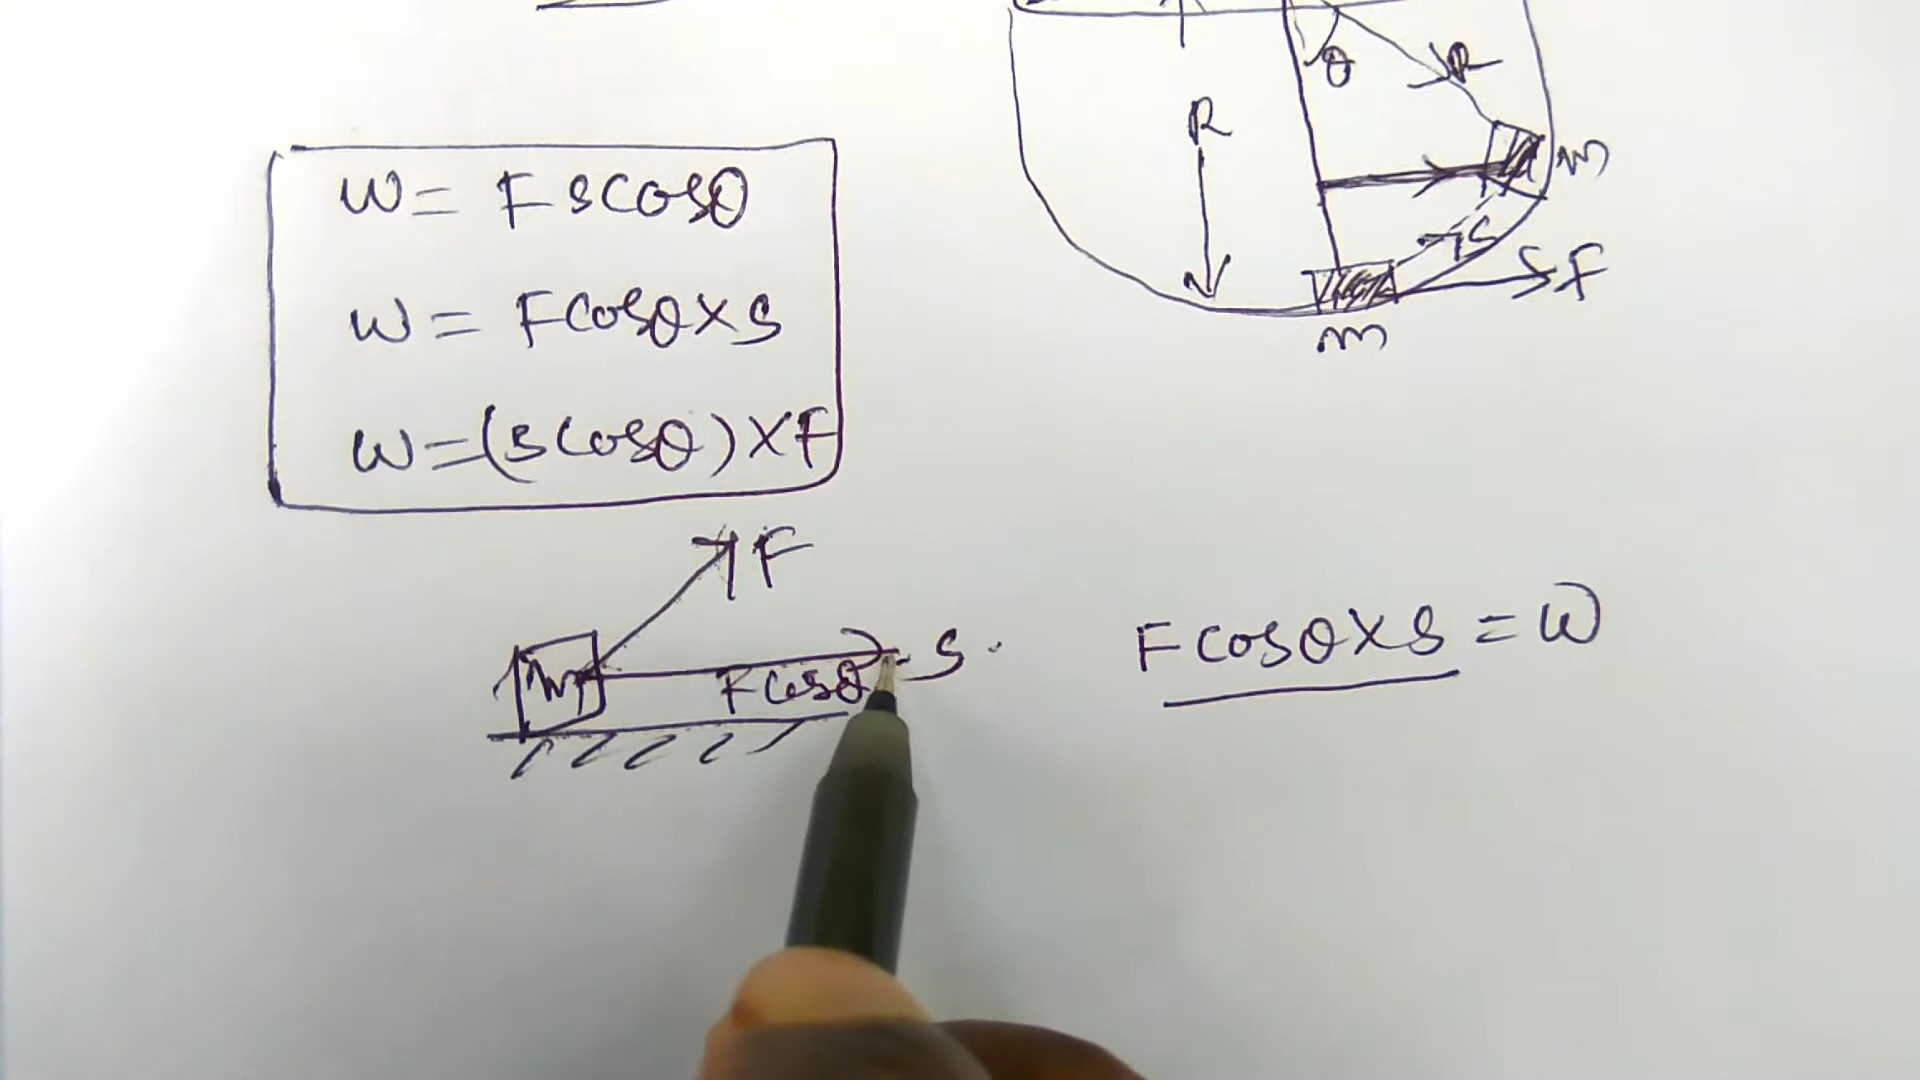 θ
R
R
m
S
F
m
W = F S Cosθ
W = F Cosθ × S
W = (S Cosθ) × F
F
m
F Cosθ
S
F Cosθ × S = W